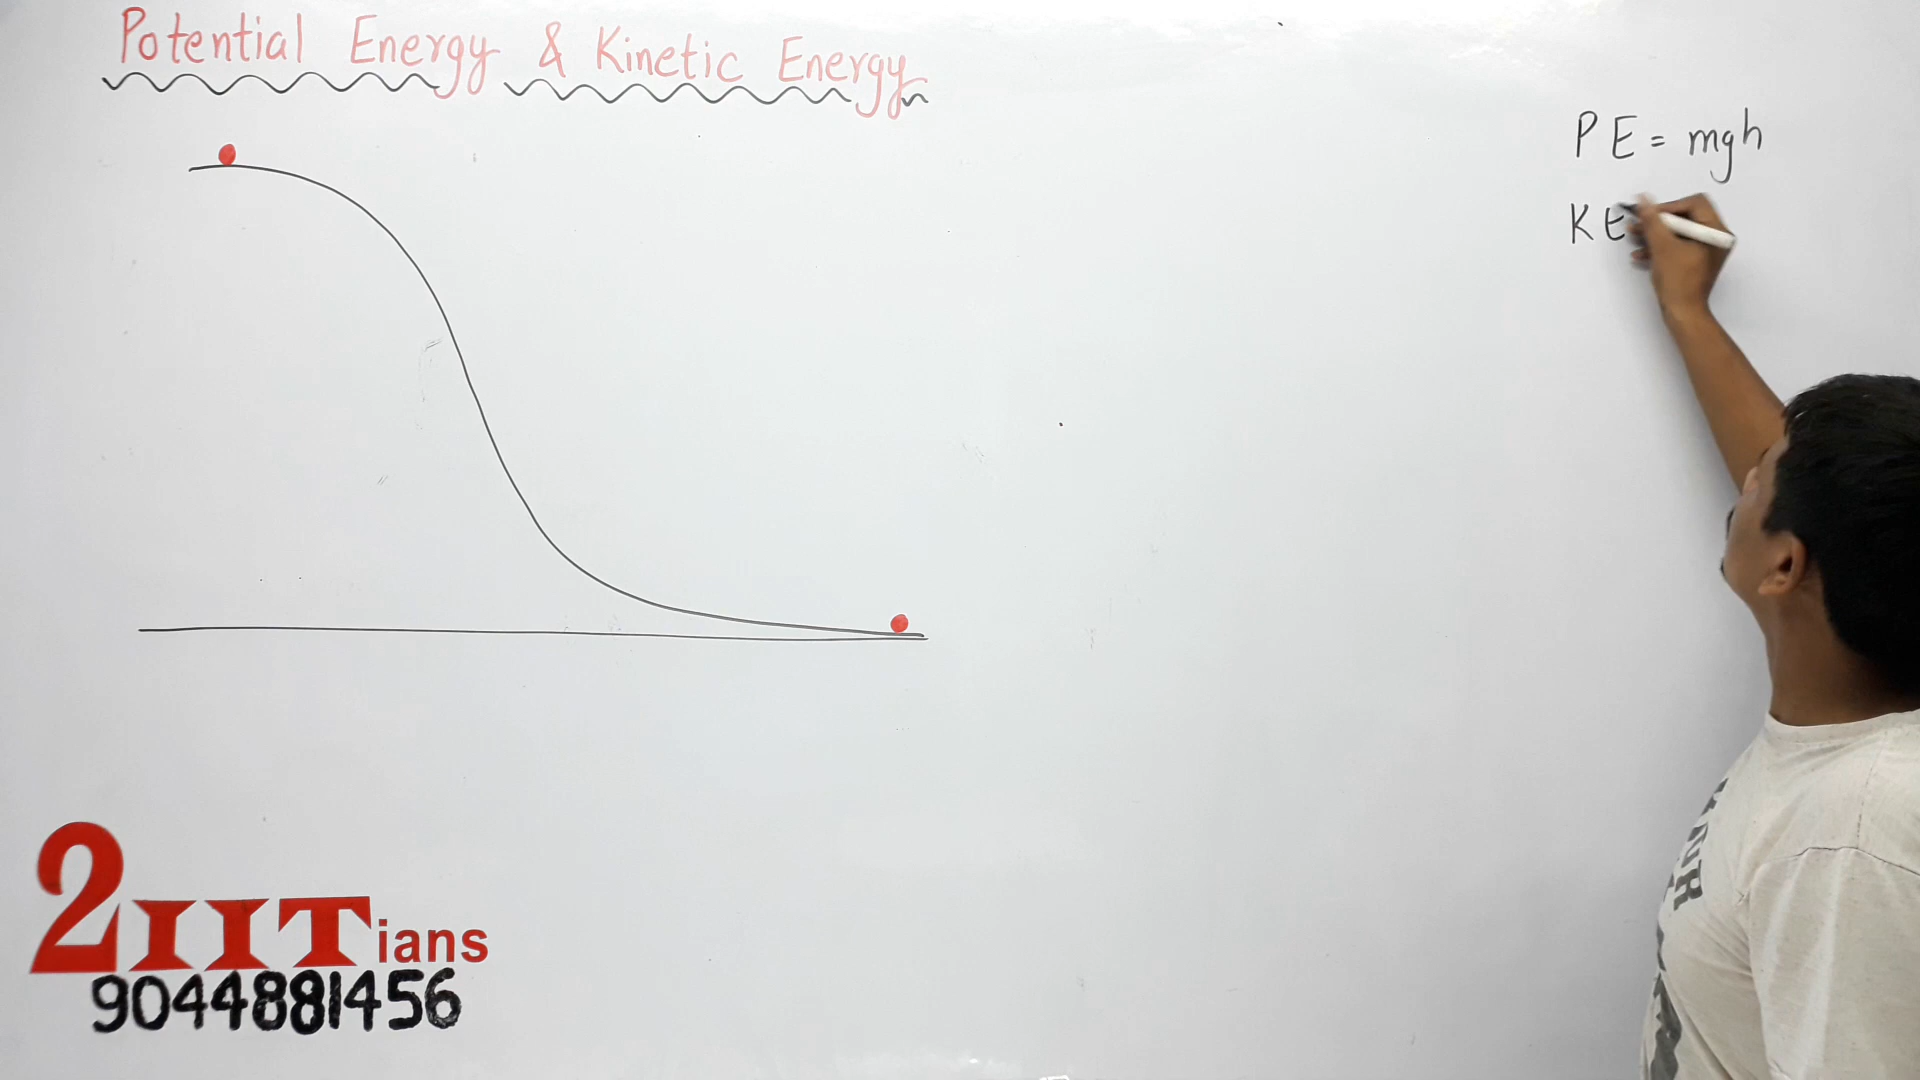 Potential Energy & Kinetic Energy
PE = mgh
KE
2IITians
9044881456